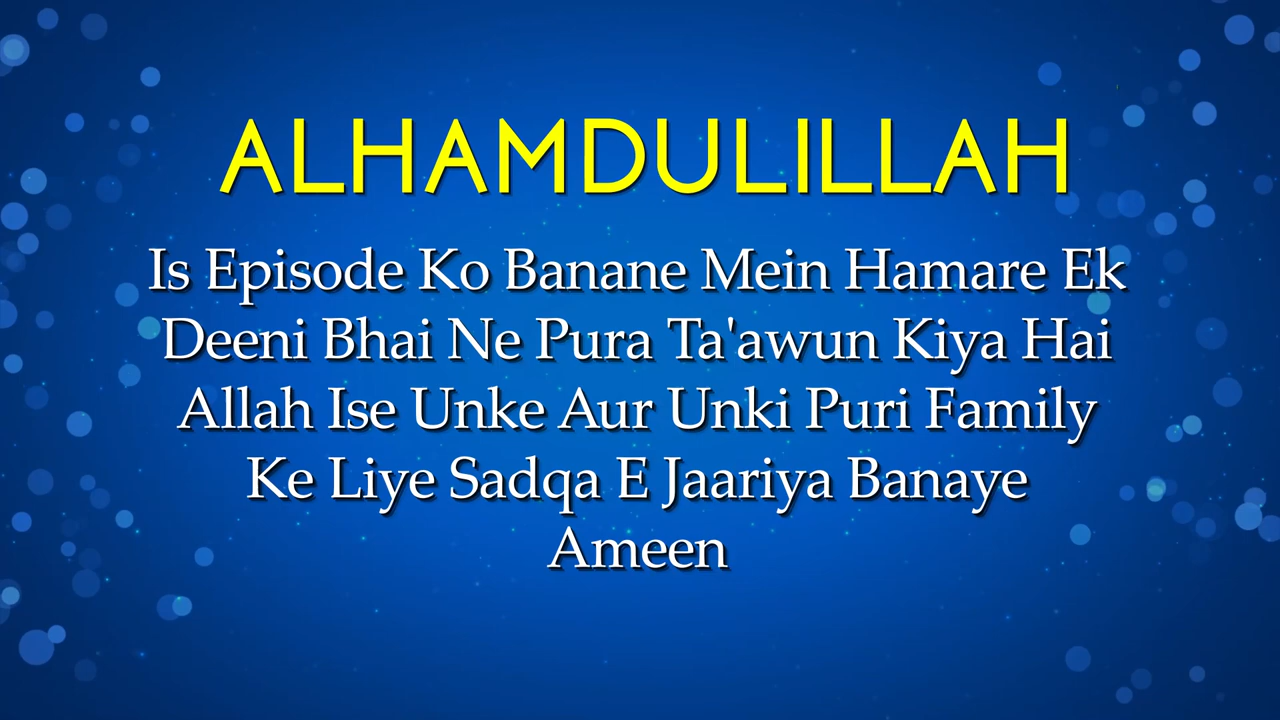 ALHAMDULILLAH
Is Episode Ko Banane Mein Hamare Ek
Deeni Bhai Ne Pura Ta'awun Kiya Hai
Allah Ise Unke Aur Unki Puri Family
Ke Liye Sadqa E Jaariya Banaye
Ameen